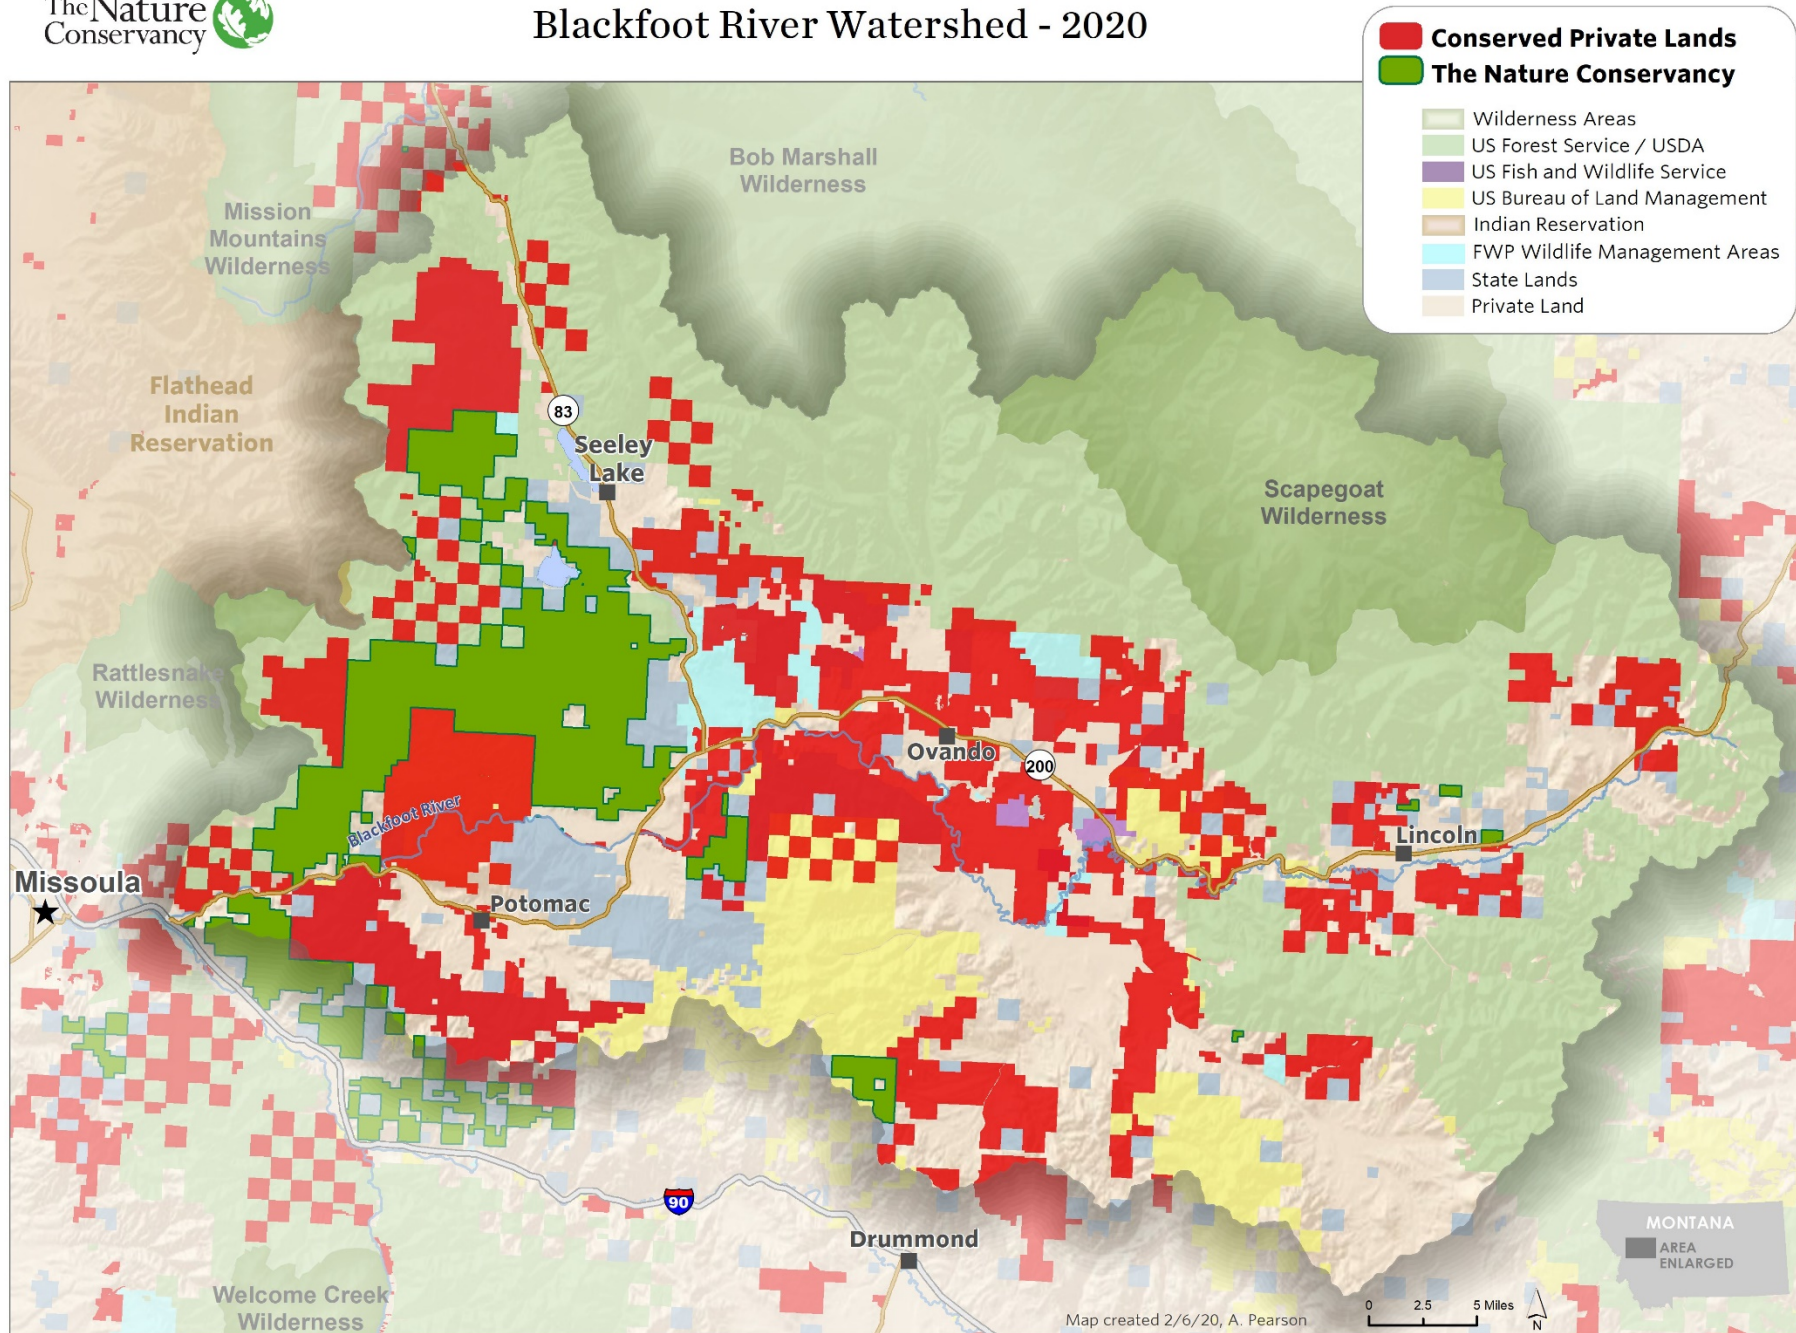 The Nature
Conservancy
Blackfoot River Watershed - 2020
Conserved Private Lands
The Nature Conservancy
Wilderness Areas
US Forest Service / USDA
US Fish and Wildlife Service
US Bureau of Land Management
Indian Reservation
FWP Wildlife Management Areas
State Lands
Private Land
Bob Marshall
Wilderness
Mission
Mountains
Wilderness
Flathead
Indian
Reservation
83
Seeley
Lake
Scapegoat
Wilderness
Rattlesnake
Wilderness
Ovando
200
Blackfoot River
Lincoln
Missoula
Potomac
90
Drummond
MONTANA
AREA
ENLARGED
Welcome Creek
Wilderness
Map created 2/6/20, A. Pearson
0 2.5 5 Miles
N